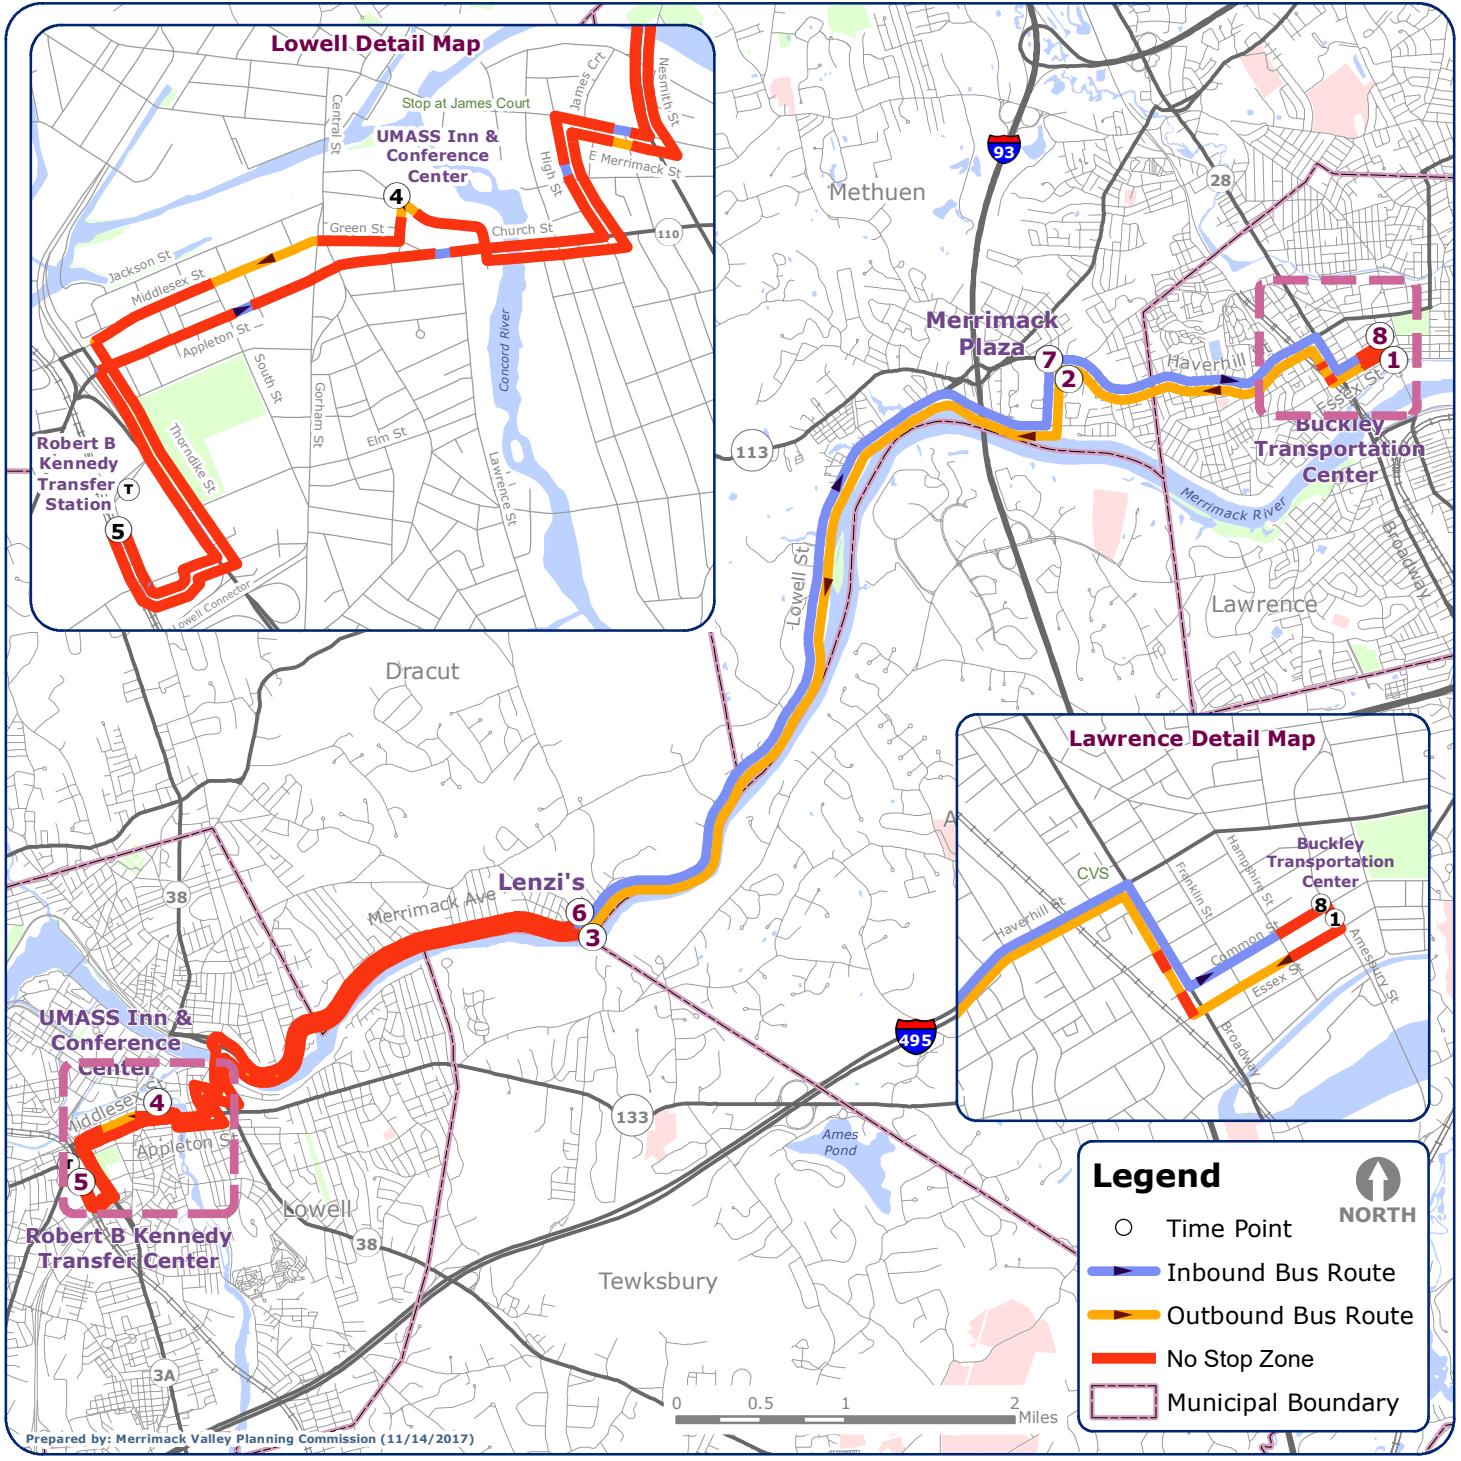 Lowell Detail Map
Stop at James Court
James Crt
Nesmith St
Central St
UMASS Inn &
Conference
Center
4
High St
E Merrimack St
Green St
Church St
110
Jackson St
Middlesex St
Appleton St
South St
Gorham St
Concord River
Elm St
Thorndike St
Lawrence St
Robert B
Kennedy
Transfer
Station
T
5
Lowell Connector
93
28
Methuen
Merrimack
Plaza
7
2
Haverhill St
8
1
Essex St
Buckley
Transportation
Center
113
Merrimack River
Broadway
Lowell St
Lawrence
Dracut
Lawrence Detail Map
CVS
Haverhill St
Franklin St
Hampshire St
Buckley
Transportation
Center
8
1
Common St
Essex St
Amesbury St
Broadway
A
38
Lenzi's
Merrimack Ave
6
3
495
UMASS Inn &
Conference
Center
Middlesex St
4
Appleton St
T
5
Lowell
Robert B Kennedy
Transfer Center
38
133
Ames
Pond
Tewksbury
3A
Legend
NORTH
Time Point
Inbound Bus Route
Outbound Bus Route
No Stop Zone
Municipal Boundary
0 0.5 1 2
Miles
Prepared by: Merrimack Valley Planning Commission (11/14/2017)